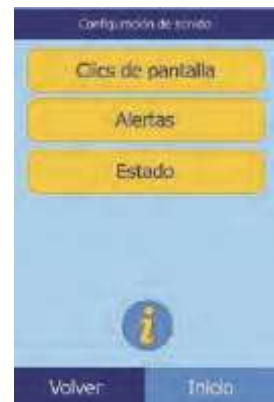 Configuración de sonido
Clics de pantalla
Alertas
Estado
i
Volver Inicio